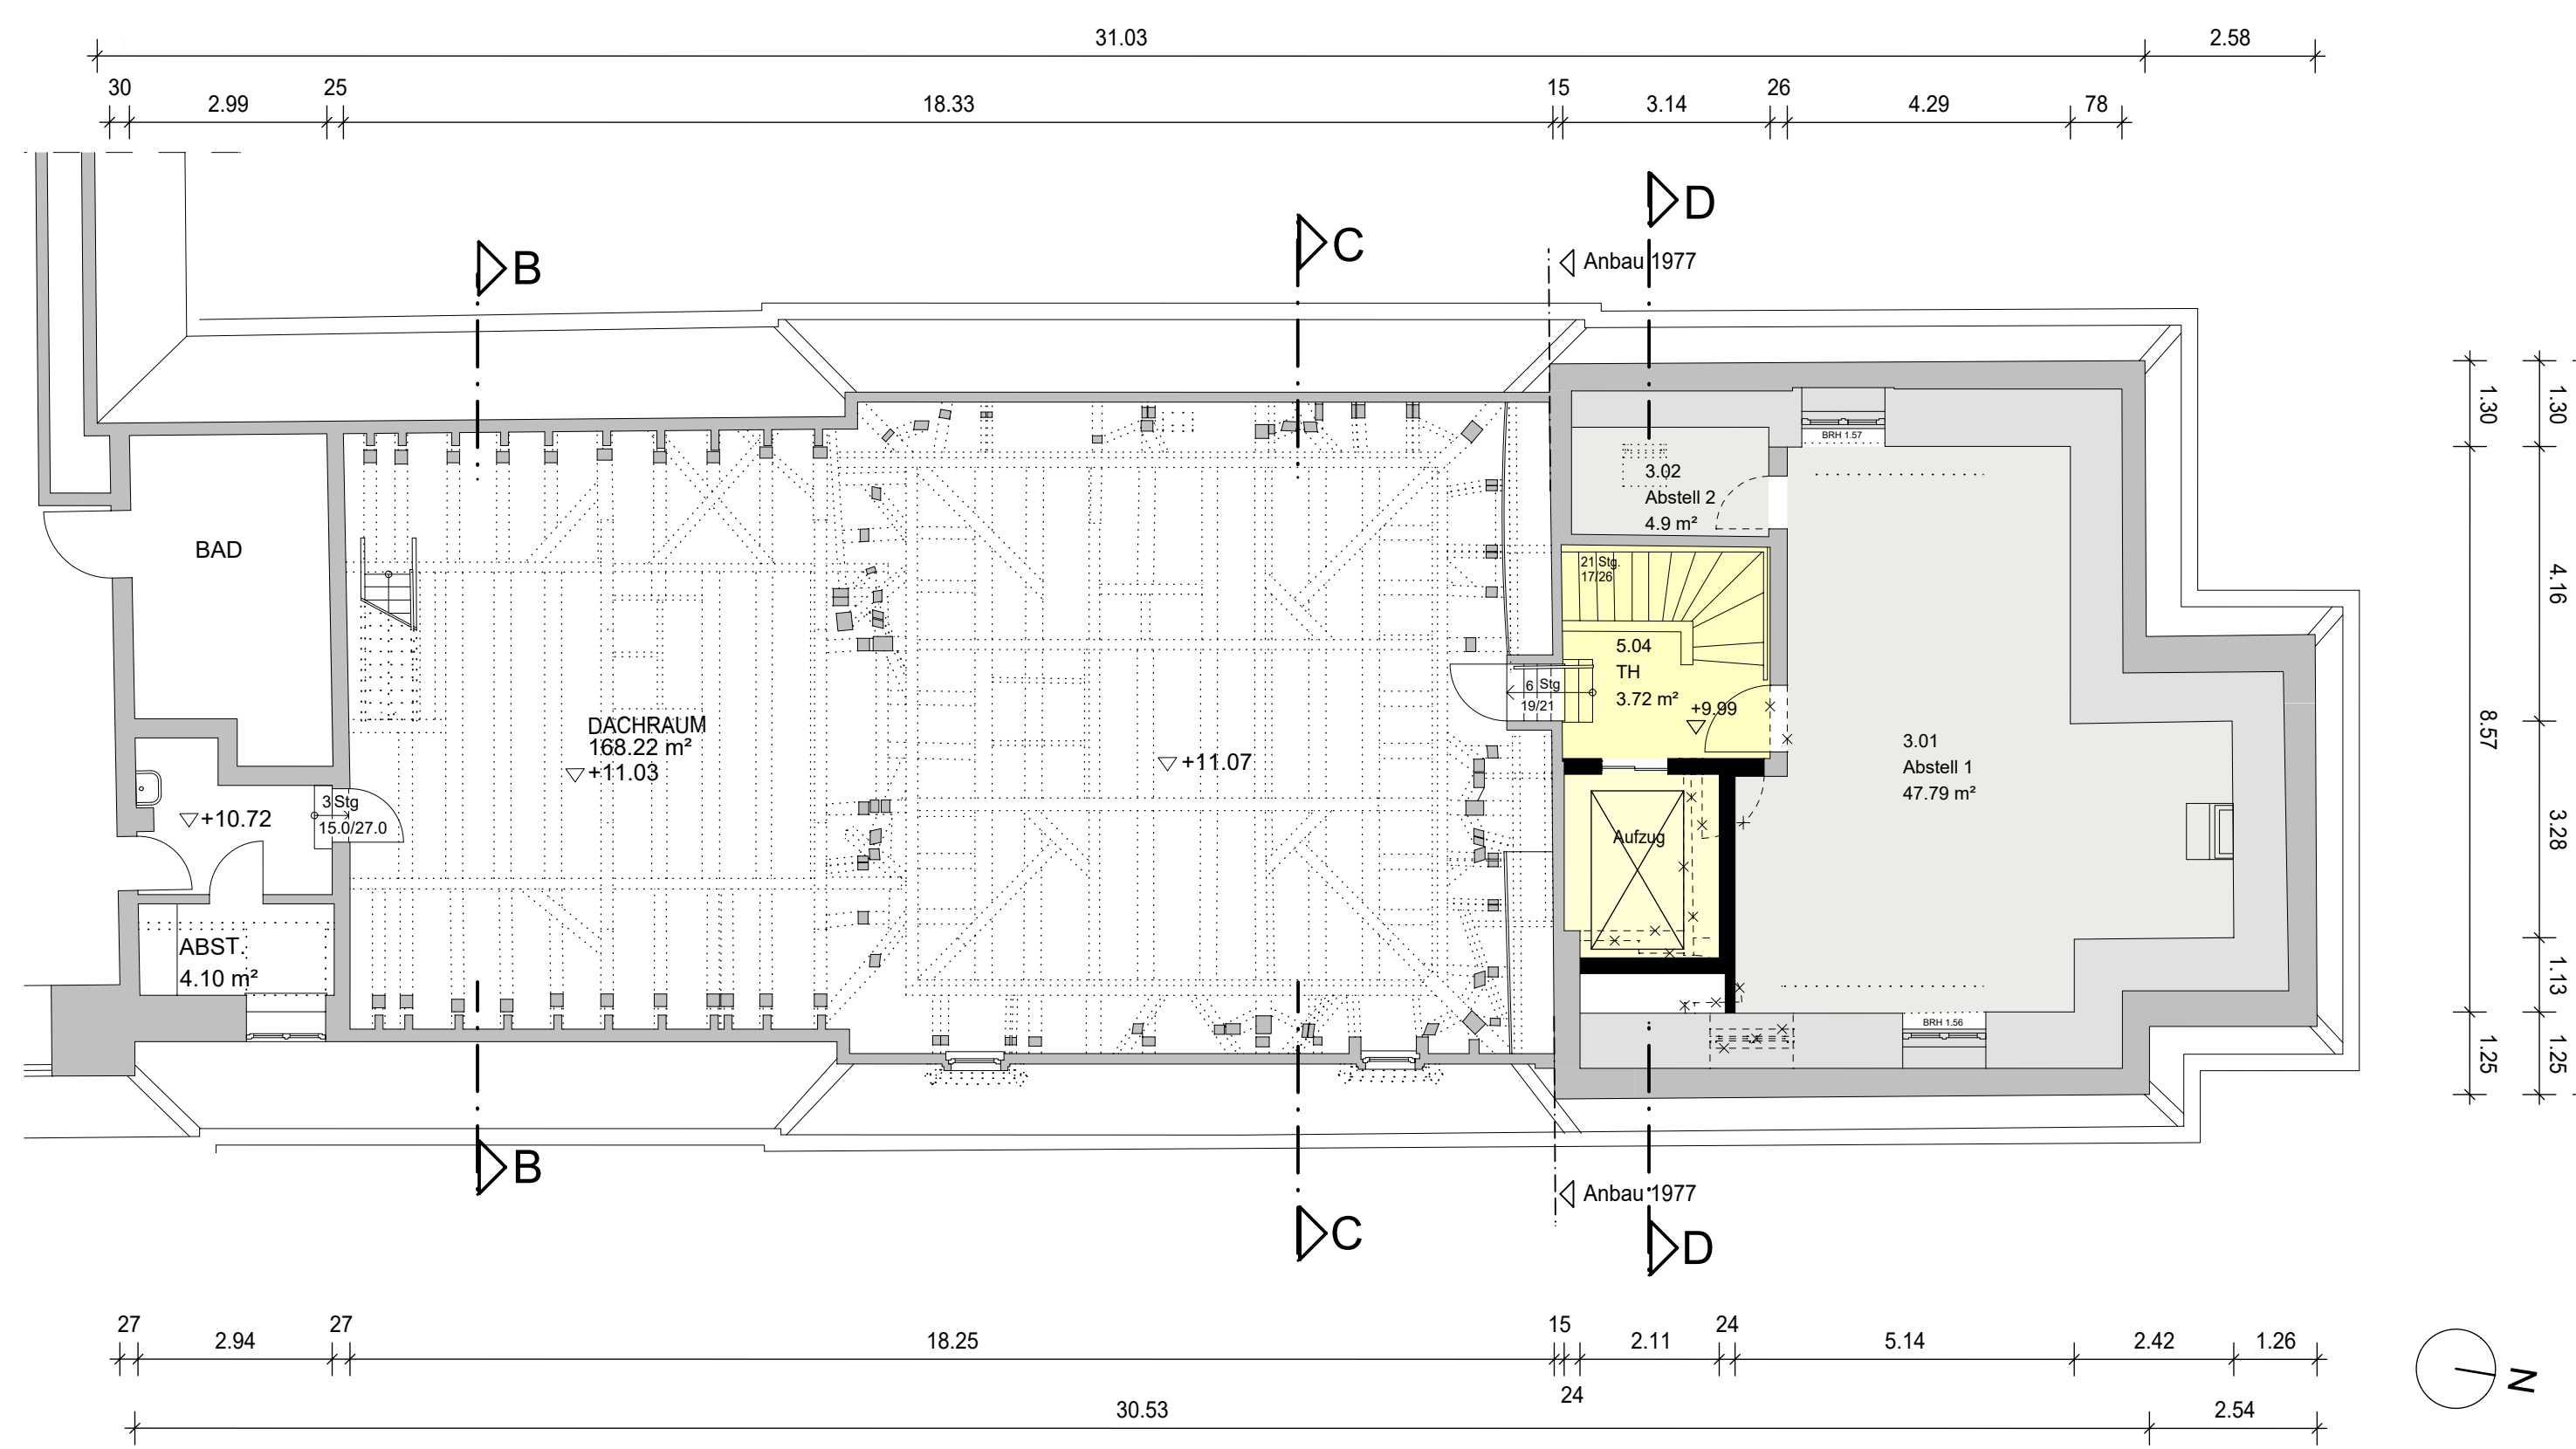 31.03
2.58
30
2.99
25
18.33
15
3.14
26
4.29
78
D
C
B
Anbau 1977
1.30
1.30
BRH 1.57
3.02
Abstell 2
4.9 m²
BAD
21 Stg.
17/26
4.16
5.04
TH
3.72 m²
+9.99
6 Stg
19/21
DACHRAUM
168.22 m²
+11.03
+11.07
8.57
3.01
Abstell 1
47.79 m²
3 Stg
15.0/27.0
+10.72
Aufzug
3.28
ABST.
4.10 m²
1.13
BRH 1.56
1.25
1.25
B
Anbau 1977
C
D
27
2.94
27
18.25
15
24
2.11
24
5.14
2.42
1.26
N
30.53
2.54